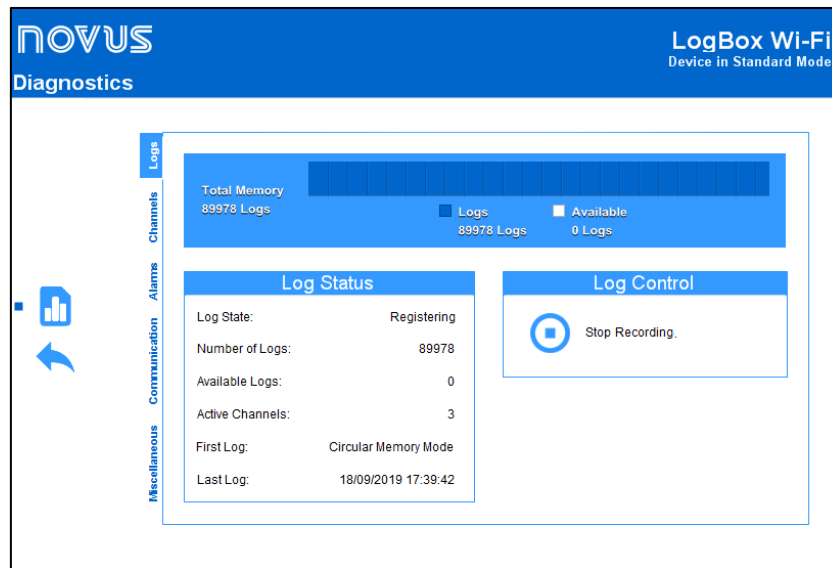 NOVUS
LogBox Wi-Fi
Device in Standard Mode
Diagnostics
Logs
Channels
Alarms
Communication
Miscellaneous
Total Memory
89978 Logs
Logs
89978 Logs
Available
0 Logs
Log Status
Log State: Registering
Number of Logs: 89978
Available Logs: 0
Active Channels: 3
First Log: Circular Memory Mode
Last Log: 18/09/2019 17:39:42
Log Control
Stop Recording.